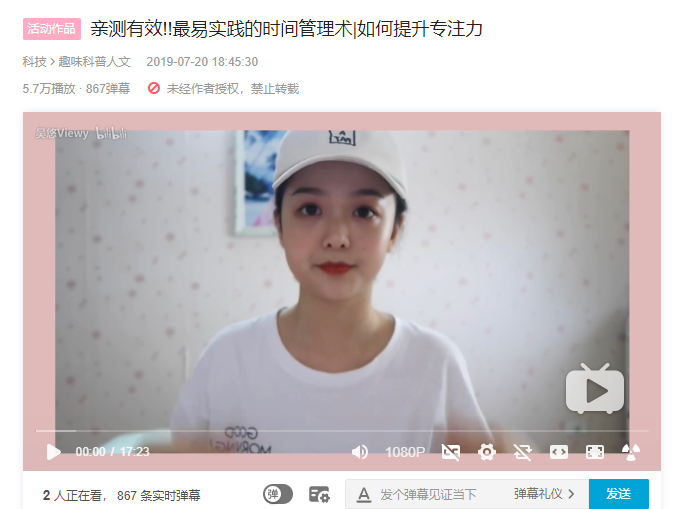 活动作品 亲测有效!!最易实践的时间管理术|如何提升专注力
科技 > 趣味科普人文 2019-07-20 18:45:30
5.7万播放 · 867弹幕 未经作者授权，禁止转载
吴悠Viewy bilibili
GOOD
MORNING!
00:00 / 17:23 1080P
2 人正在看， 867 条实时弹幕 弹 A 发个弹幕见证当下 弹幕礼仪 > 发送